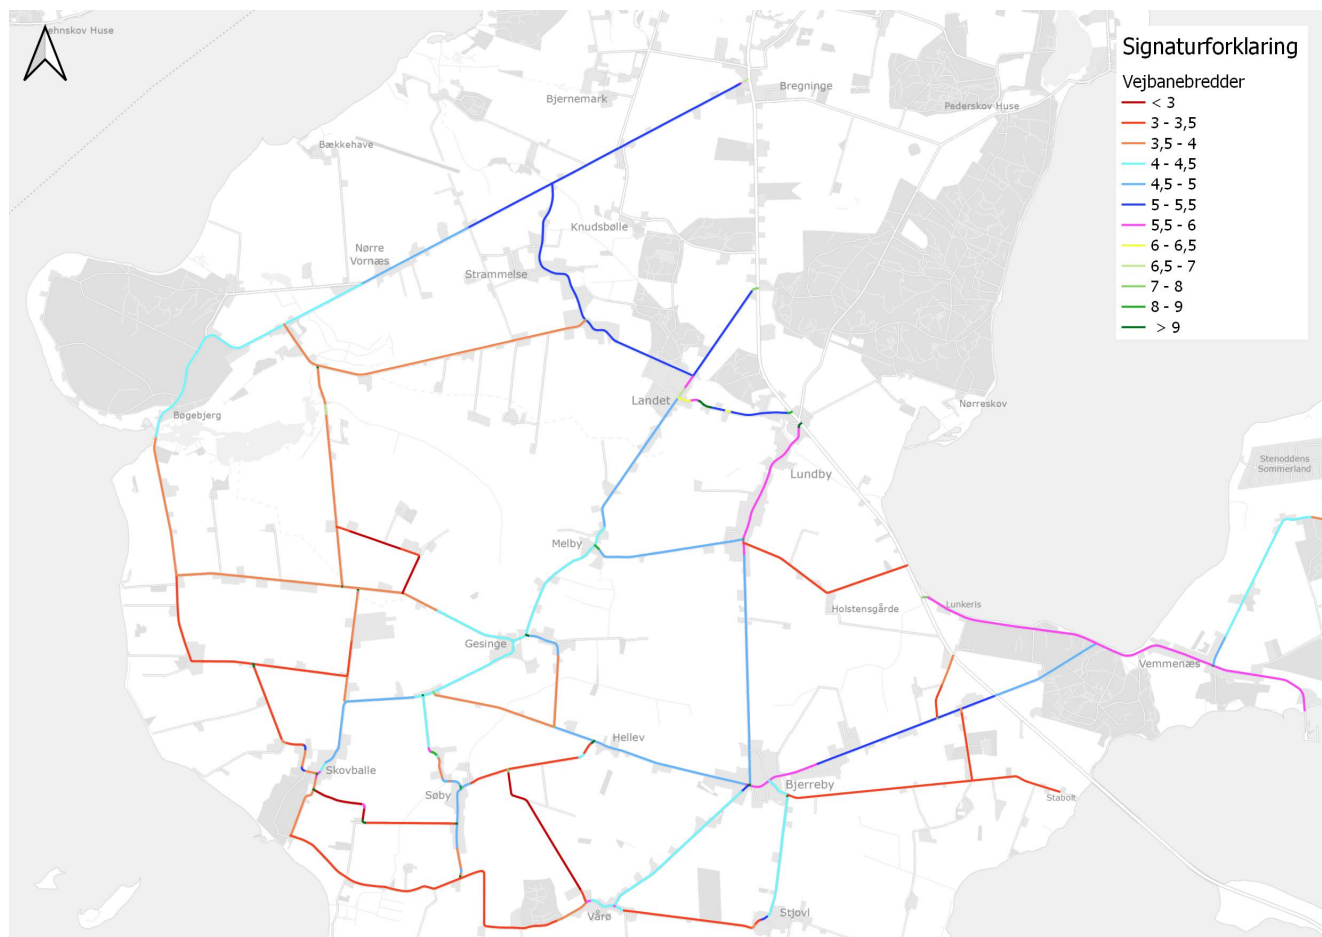 Huse
Signaturforklaring
Vejbanebredder
< 3
3 - 3,5
3,5 - 4
4 - 4,5
4,5 - 5
5 - 5,5
5,5 - 6
6 - 6,5
6,5 - 7
7 - 8
8 - 9
> 9
Bregninge
Bjernemark
Pederskov Huse
Bækkehave
Knudsbølle
Nørre
Vornæs
Strammelse
Landet
Nørreskov
Bøgebjerg
Stenoddens
Sommerland
Lundby
Melby
Holstensgårde
Lunkeris
Gesinge
Vemmenæs
Hellev
Skovballe
Bjerreby
Søby
Stabolt
Vårø
Stjovl